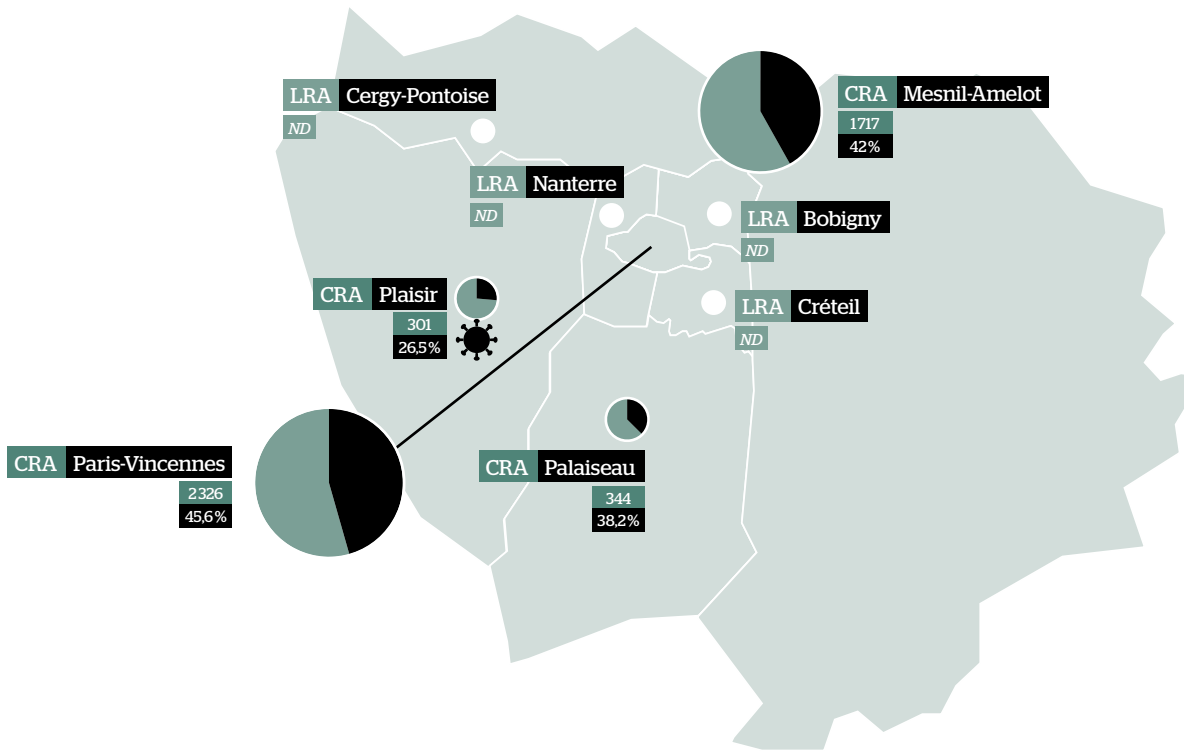 LRA Cergy-Pontoise
ND
CRA Mesnil-Amelot
1717
42%
LRA Nanterre
ND
LRA Bobigny
ND
CRA Plaisir
301
26,5%
LRA Créteil
ND
CRA Paris-Vincennes
2326
45,6%
CRA Palaiseau
344
38,2%